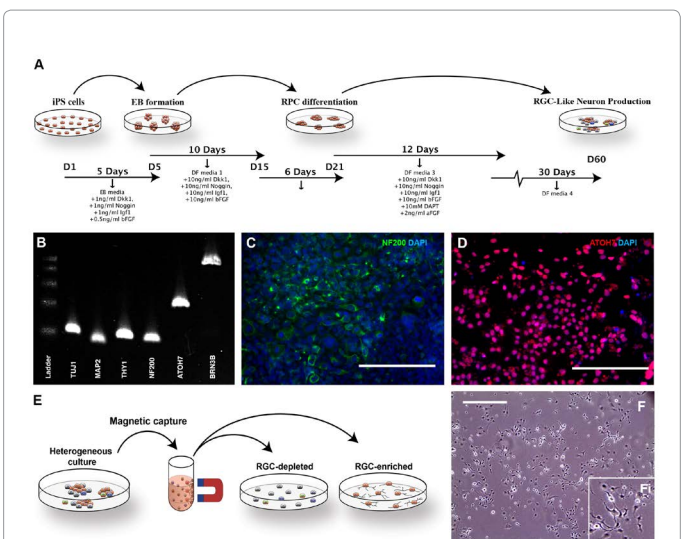 A
iPS cells
EB formation
RPC differentiation
RGC-Like Neuron Production
10 Days
12 Days
D60
D1
5 Days
D5
D15
6 Days
D21
30 Days
EB media
+1ng/ml Dkk1,
+1ng/ml Noggin
+1ng/ml Igf1
+0.5ng/ml bFGF
DF media 1
+10ng/ml Dkk1,
+10ng/ml Noggin,
+10ng/ml Igf1,
+10ng/ml bFGF
DF media 3
+10ng/ml Dkk1
+10ng/ml Noggin
+10ng/ml Igf1
+10ng/ml bFGF
+10mM DAPT
+2ng/ml aFGF
DF media 4
B
Ladder
TUJ1
MAP2
THY1
NF200
ATOH7
BRN3B
C
NF200 DAPI
D
ATOH7 DAPI
E
Magnetic capture
Heterogeneous
culture
RGC-depleted
RGC-enriched
F
Fi